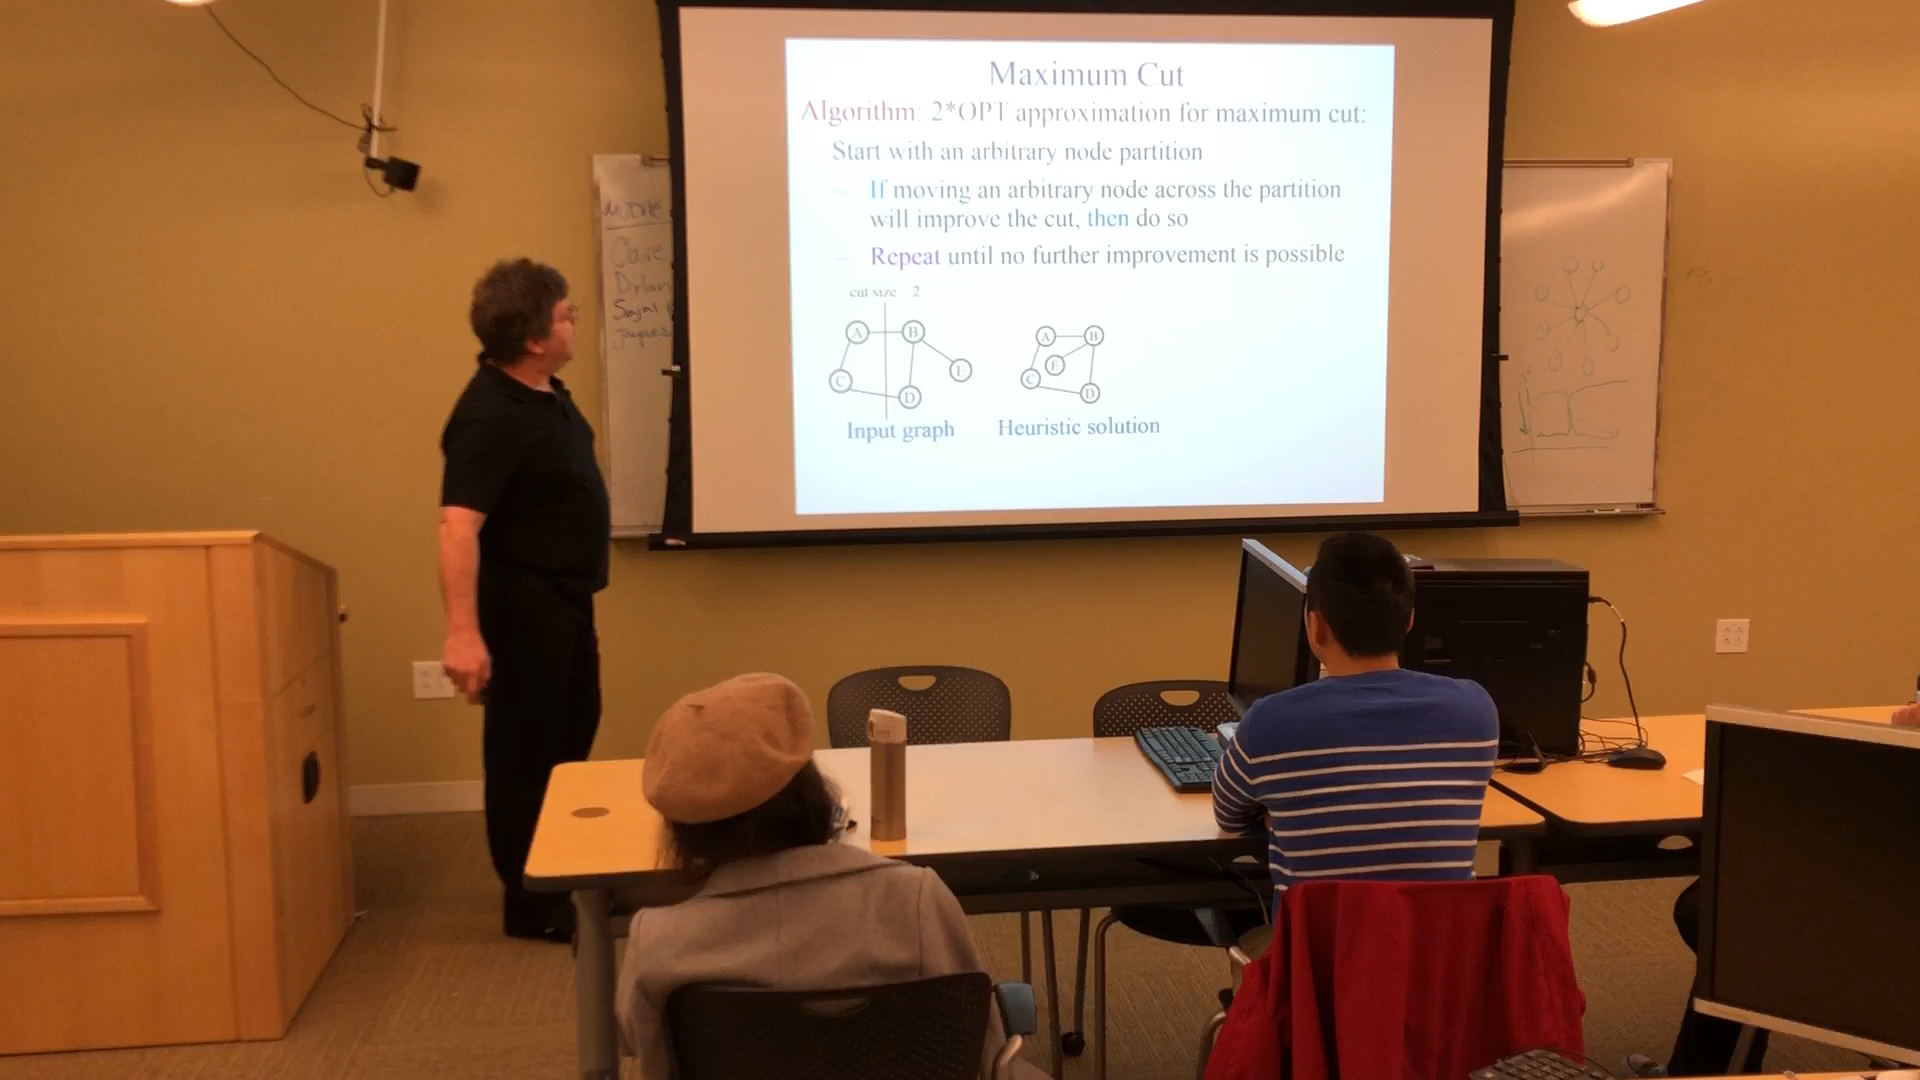 Maximum Cut
Algorithm: 2*OPT approximation for maximum cut:
Start with an arbitrary node partition
– If moving an arbitrary node across the partition
will improve the cut, then do so
– Repeat until no further improvement is possible
cut size 2
A B
C D E
Input graph
A B
E
C D
Heuristic solution
Claire
Dylan
Jaques